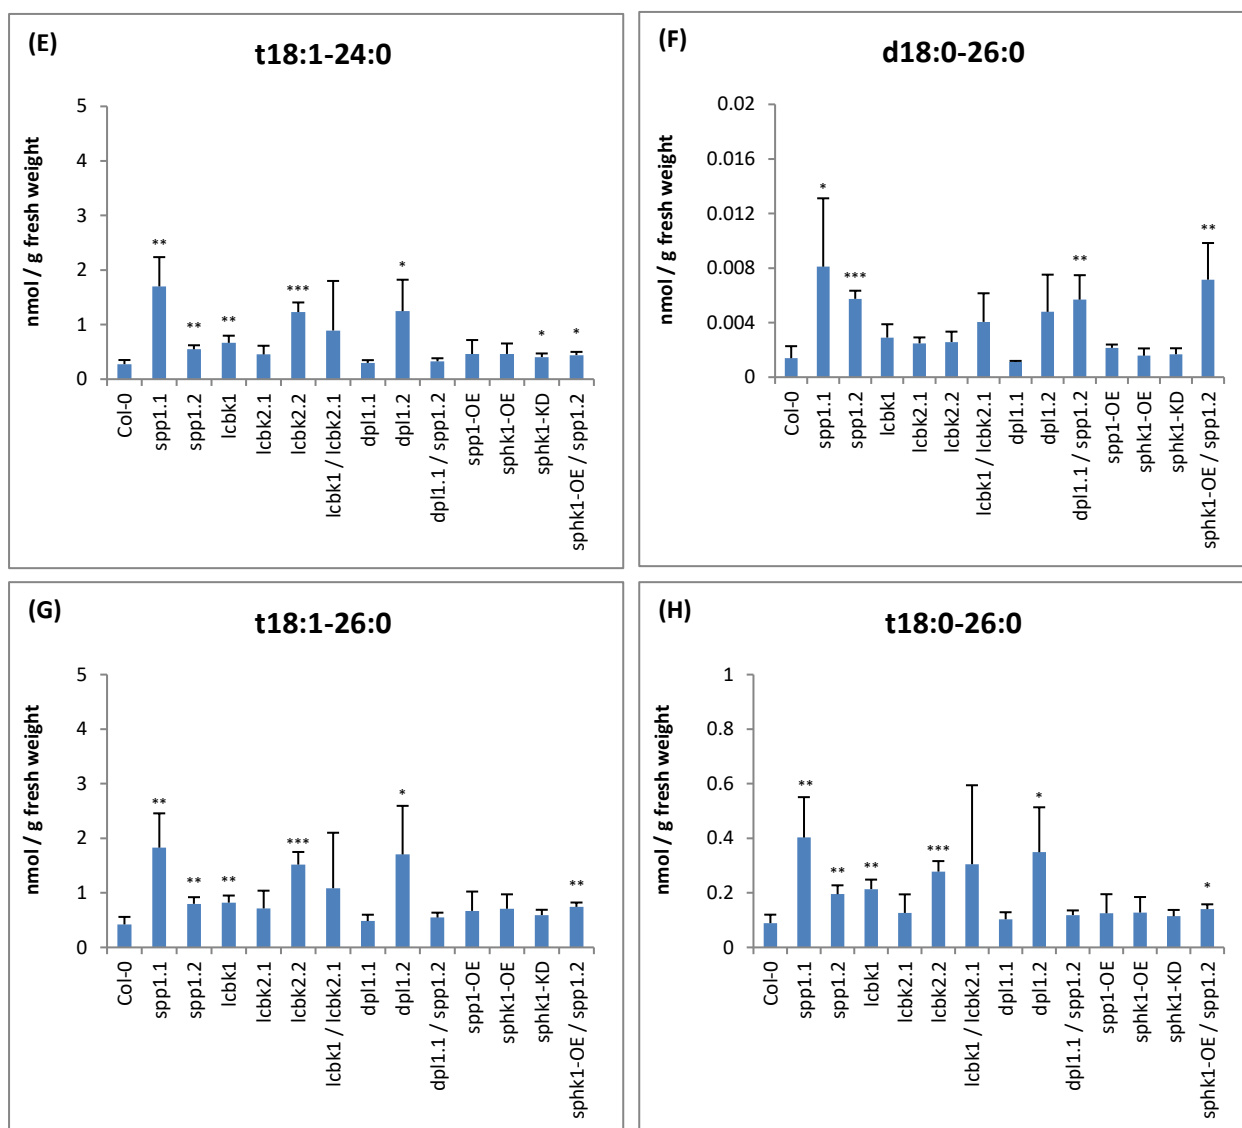 (E)
t18:1-24:0
nmol / g fresh weight
5
4
3
2
1
0
**
**
**
***
*
*
*
Col-0
spp1.1
spp1.2
lcbk1
lcbk2.1
lcbk2.2
lcbk1 / lcbk2.1
dpl1.1
dpl1.2
dpl1.1 / spp1.2
spp1-OE
sphk1-OE
sphk1-KD
sphk1-OE / spp1.2
(F)
d18:0-26:0
nmol / g fresh weight
0.02
0.016
0.012
0.008
0.004
0
*
***
**
**
Col-0
spp1.1
spp1.2
lcbk1
lcbk2.1
lcbk2.2
lcbk1 / lcbk2.1
dpl1.1
dpl1.2
dpl1.1 / spp1.2
spp1-OE
sphk1-OE
sphk1-KD
sphk1-OE / spp1.2
(G)
t18:1-26:0
nmol / g fresh weight
5
4
3
2
1
0
**
**
**
***
*
**
Col-0
spp1.1
spp1.2
lcbk1
lcbk2.1
lcbk2.2
lcbk1 / lcbk2.1
dpl1.1
dpl1.2
dpl1.1 / spp1.2
spp1-OE
sphk1-OE
sphk1-KD
sphk1-OE / spp1.2
(H)
t18:0-26:0
nmol / g fresh weight
1
0.8
0.6
0.4
0.2
0
**
**
**
***
*
*
Col-0
spp1.1
spp1.2
lcbk1
lcbk2.1
lcbk2.2
lcbk1 / lcbk2.1
dpl1.1
dpl1.2
dpl1.1 / spp1.2
spp1-OE
sphk1-OE
sphk1-KD
sphk1-OE / spp1.2